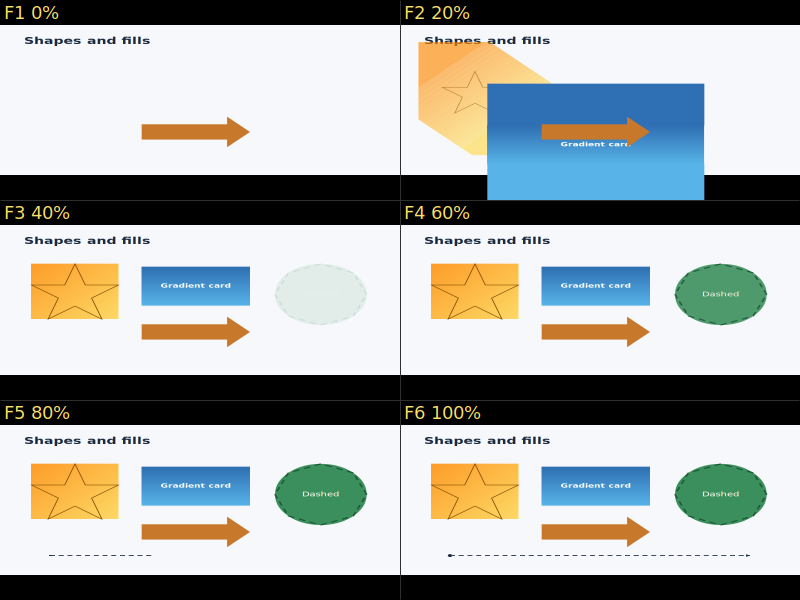 F1 0%
Shapes and fills
F2 20%
Shapes and fills
Gradient card
F3 40%
Shapes and fills
Gradient card
F4 60%
Shapes and fills
Gradient card
Dashed
F5 80%
Shapes and fills
Gradient card
Dashed
F6 100%
Shapes and fills
Gradient card
Dashed